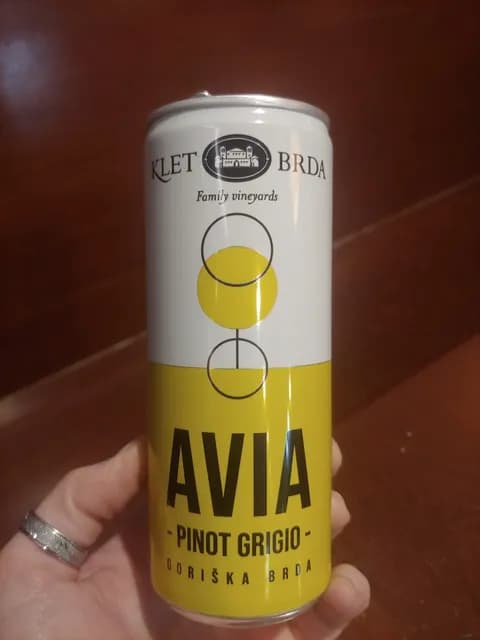 KLET BRDA
Family vineyards
AVIA
- PINOT GRIGIO -
GORIŠKA BRDA